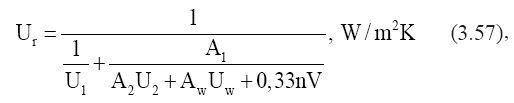 U_r = 1 / (1/U_1 + A_1/(A_2U_2 + A_wU_w + 0,33nV)), W/m²K (3.57),